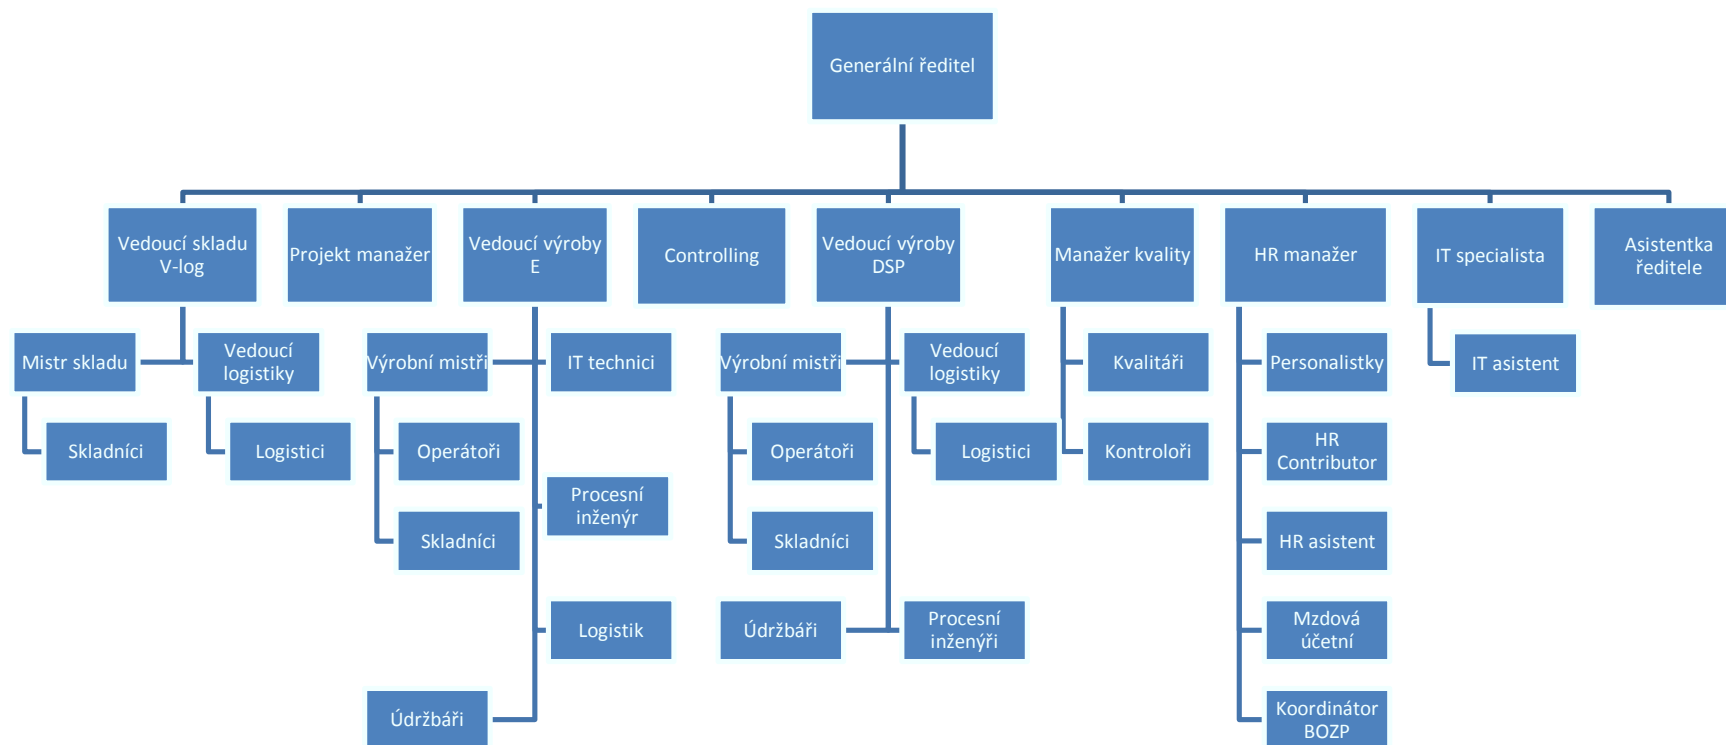 Generální ředitel
Vedoucí skladu
V-log
Projekt manažer
Vedoucí výroby
E
Controlling
Vedoucí výroby
DSP
Manažer kvality
HR manažer
IT specialista
Asistentka
ředitele
Mistr skladu
Vedoucí
logistiky
Výrobní mistři
IT technici
Výrobní mistři
Vedoucí
logistiky
Kvalitáři
Personalistky
IT asistent
Skladníci
Logistici
Operátoři
Operátoři
Logistici
Kontroloři
HR
Contributor
Procesní
inženýr
Skladníci
Skladníci
HR asistent
Logistik
Údržbáři
Procesní
inženýři
Mzdová
účetní
Údržbáři
Koordinátor
BOZP